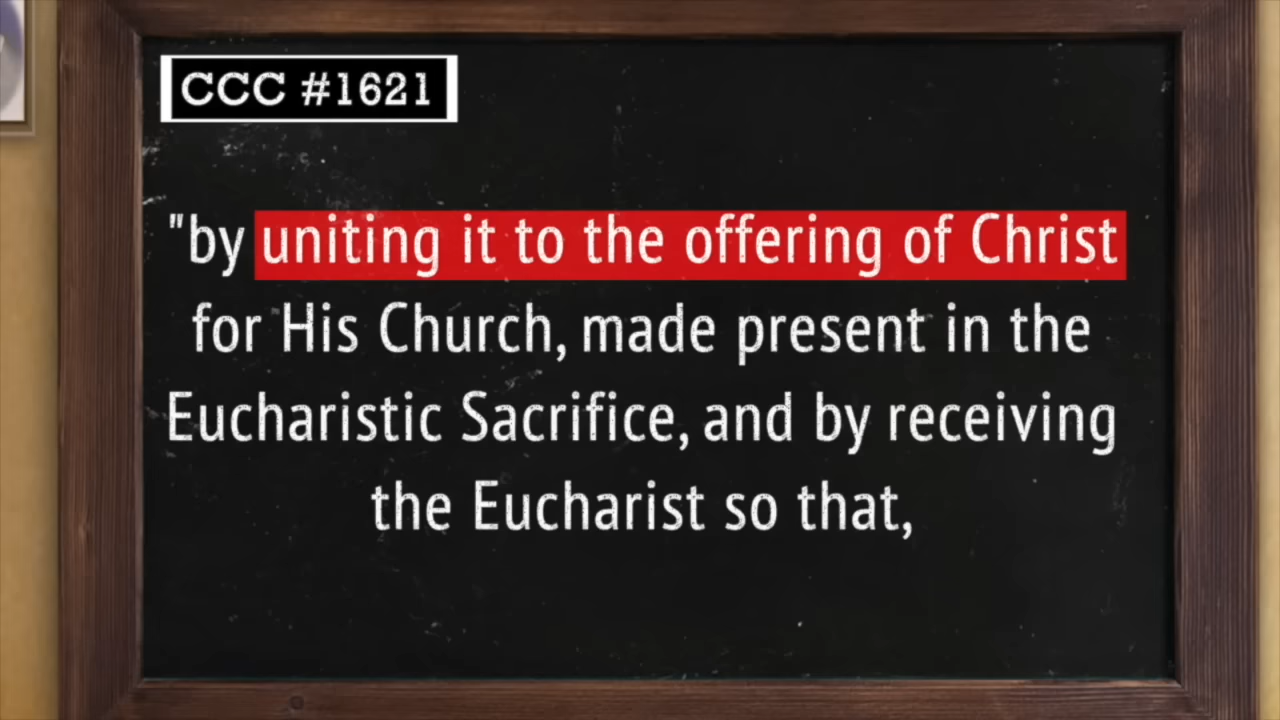 CCC #1621
"by uniting it to the offering of Christ
for His Church, made present in the
Eucharistic Sacrifice, and by receiving
the Eucharist so that,